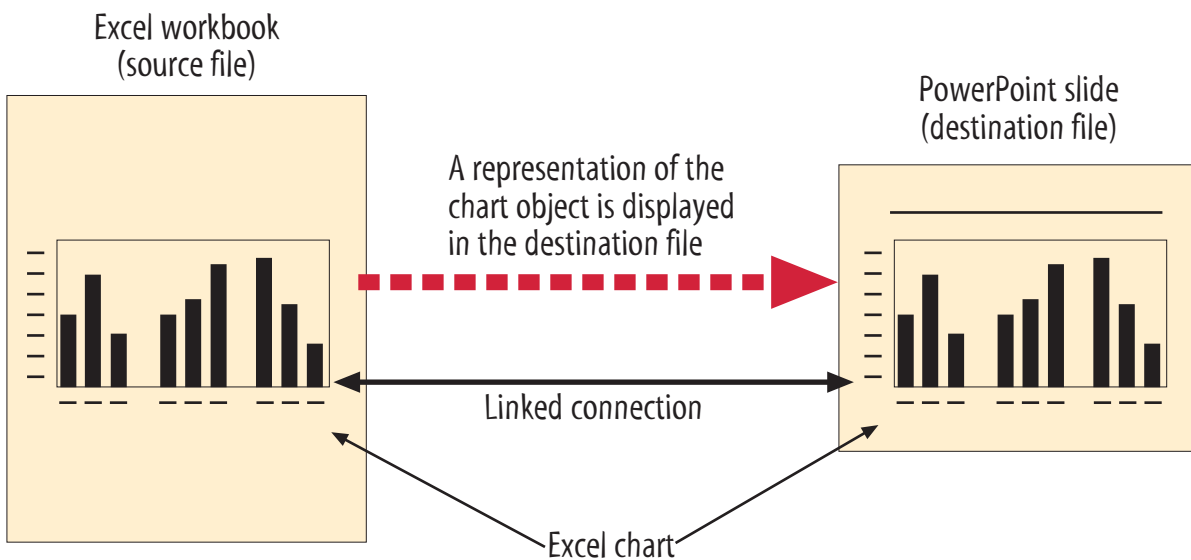 Excel workbook
(source file)
PowerPoint slide
(destination file)
A representation of the
chart object is displayed
in the destination file
Linked connection
Excel chart